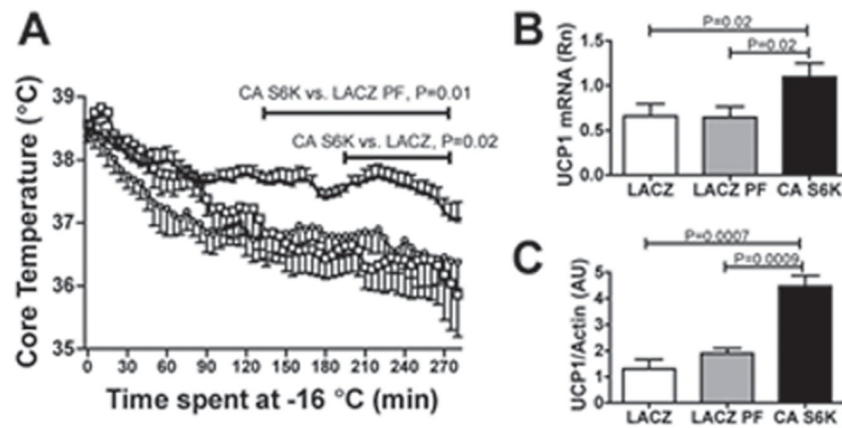 A
Core Temperature (°C)
39
38
37
36
35
CA S6K vs. LACZ PF, P=0.01
CA S6K vs. LACZ, P=0.02
0 30 60 90 120 150 180 210 240 270
Time spent at -16 °C (min)
B
UCP1 mRNA (Rn)
1.5
1.0
0.5
0.0
P=0.02
P=0.02
LACZ LACZ PF CA S6K
C
UCP1/Actin (AU)
5
4
3
2
1
0
P=0.0007
P=0.0009
LACZ LACZ PF CA S6K